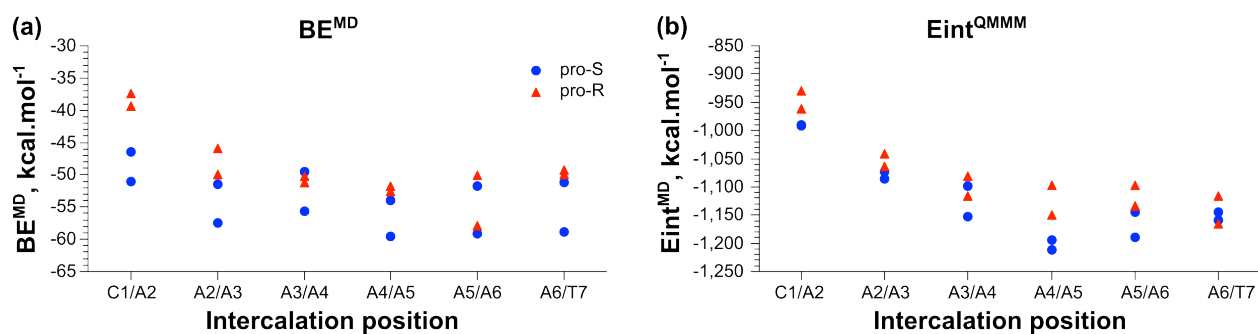 (a) BE^MD
-30
-35
-40
-45
-50
-55
-60
-65
BE^MD, kcal.mol^-1
pro-S
pro-R
C1/A2 A2/A3 A3/A4 A4/A5 A5/A6 A6/T7
Intercalation position
(b) Eint^QMMM
-850
-900
-950
-1,000
-1,050
-1,100
-1,150
-1,200
-1,250
Eint^MD, kcal.mol^-1
C1/A2 A2/A3 A3/A4 A4/A5 A5/A6 A6/T7
Intercalation position